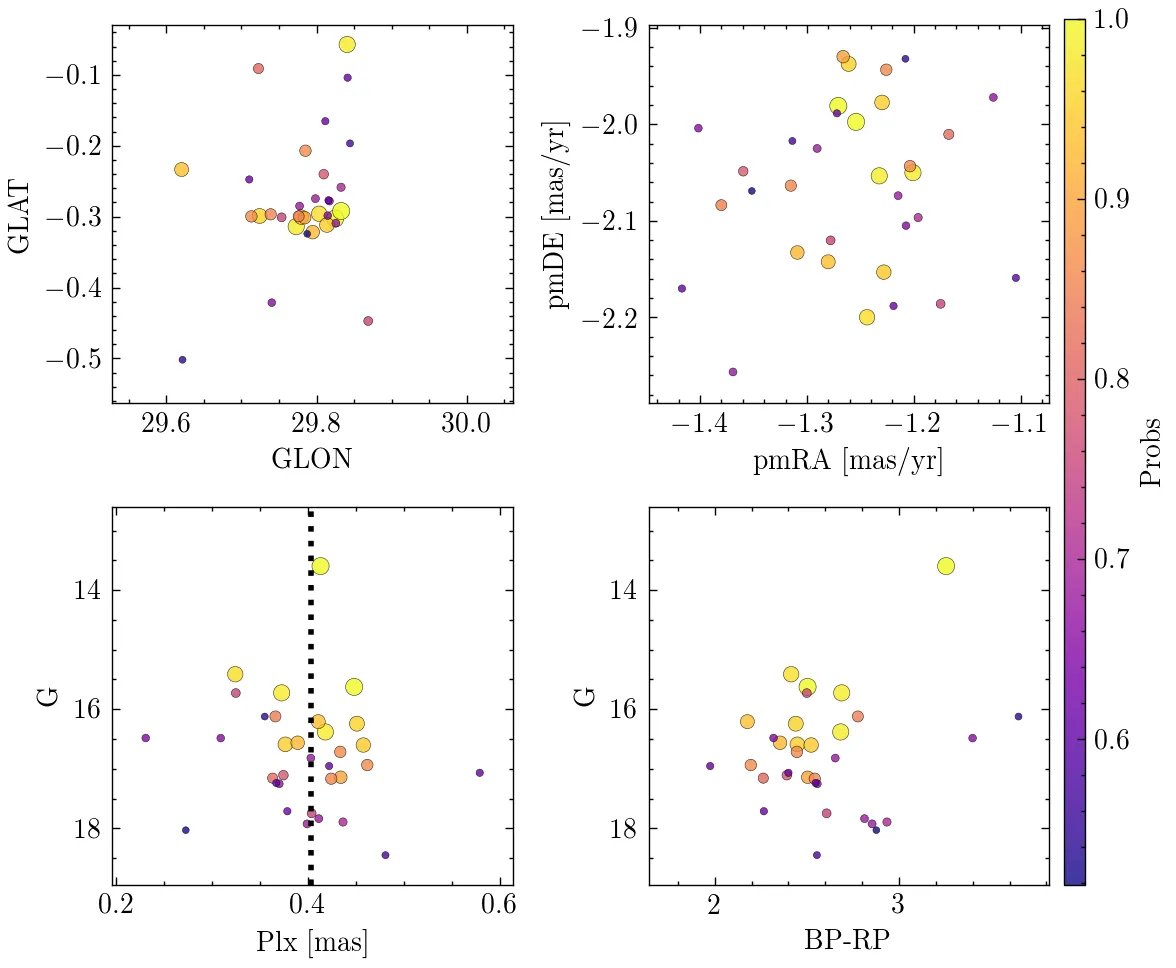 −0.1
−0.2
−0.3
−0.4
−0.5
GLAT
29.6 29.8 30.0
GLON
−1.9
−2.0
−2.1
−2.2
pmDE [mas/yr]
−1.4 −1.3 −1.2 −1.1
pmRA [mas/yr]
14
16
18
G
0.2 0.4 0.6
Plx [mas]
14
16
18
G
2 3
BP-RP
1.0
0.9
0.8
0.7
0.6
Probs